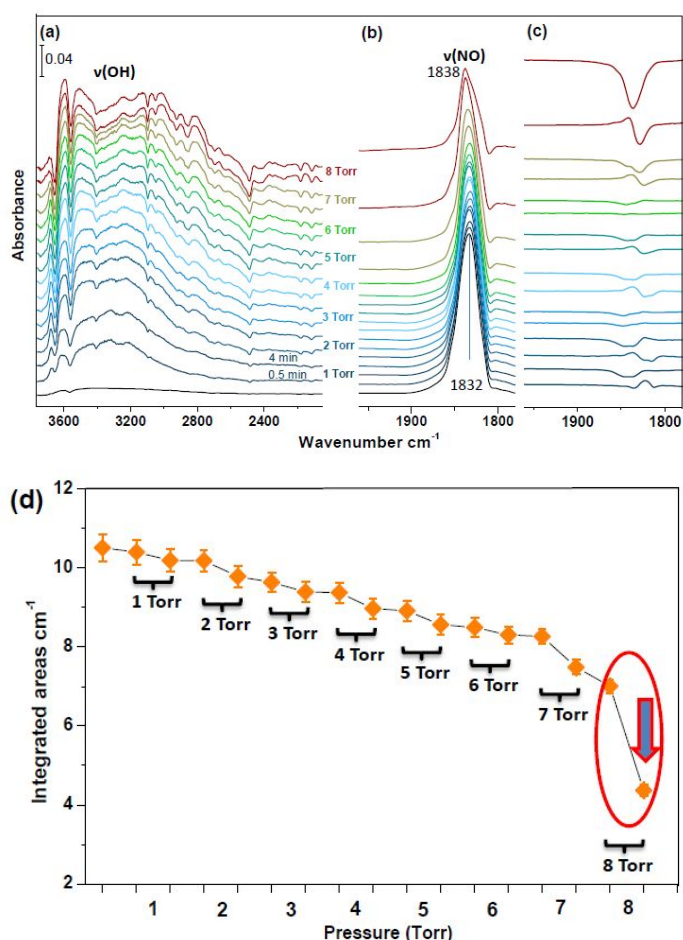 (a)
0.04
ν(OH)
8 Torr
7 Torr
6 Torr
5 Torr
4 Torr
3 Torr
2 Torr
4 min
0.5 min
1 Torr
Absorbance
3600
3200
2800
2400
(b)
ν(NO)
1838
1832
1900
1800
(c)
1900
1800
Wavenumber cm⁻¹
(d)
12
10
8
6
4
2
Integrated areas cm⁻¹
1 Torr
2 Torr
3 Torr
4 Torr
5 Torr
6 Torr
7 Torr
8 Torr
1 2 3 4 5 6 7 8
Pressure (Torr)